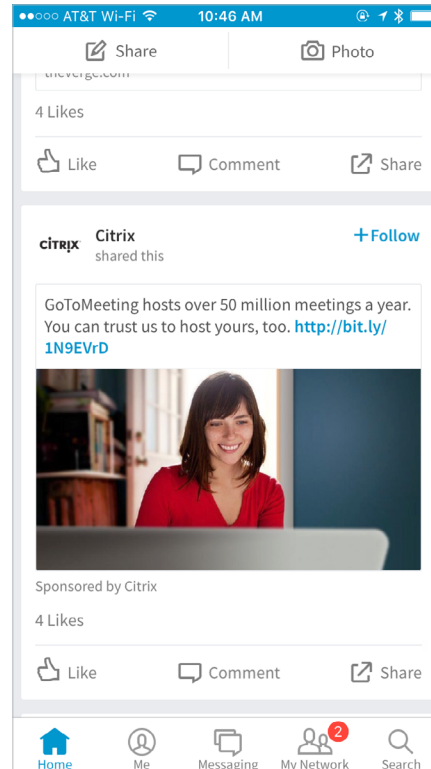 AT&T Wi-Fi 10:46 AM
Share Photo
theverge.com
4 Likes
Like Comment Share
CİTRIX Citrix +Follow
shared this
GoToMeeting hosts over 50 million meetings a year.
You can trust us to host yours, too. http://bit.ly/
1N9EVrD
Sponsored by Citrix
4 Likes
Like Comment Share
2
Home Me Messaging My Network Search